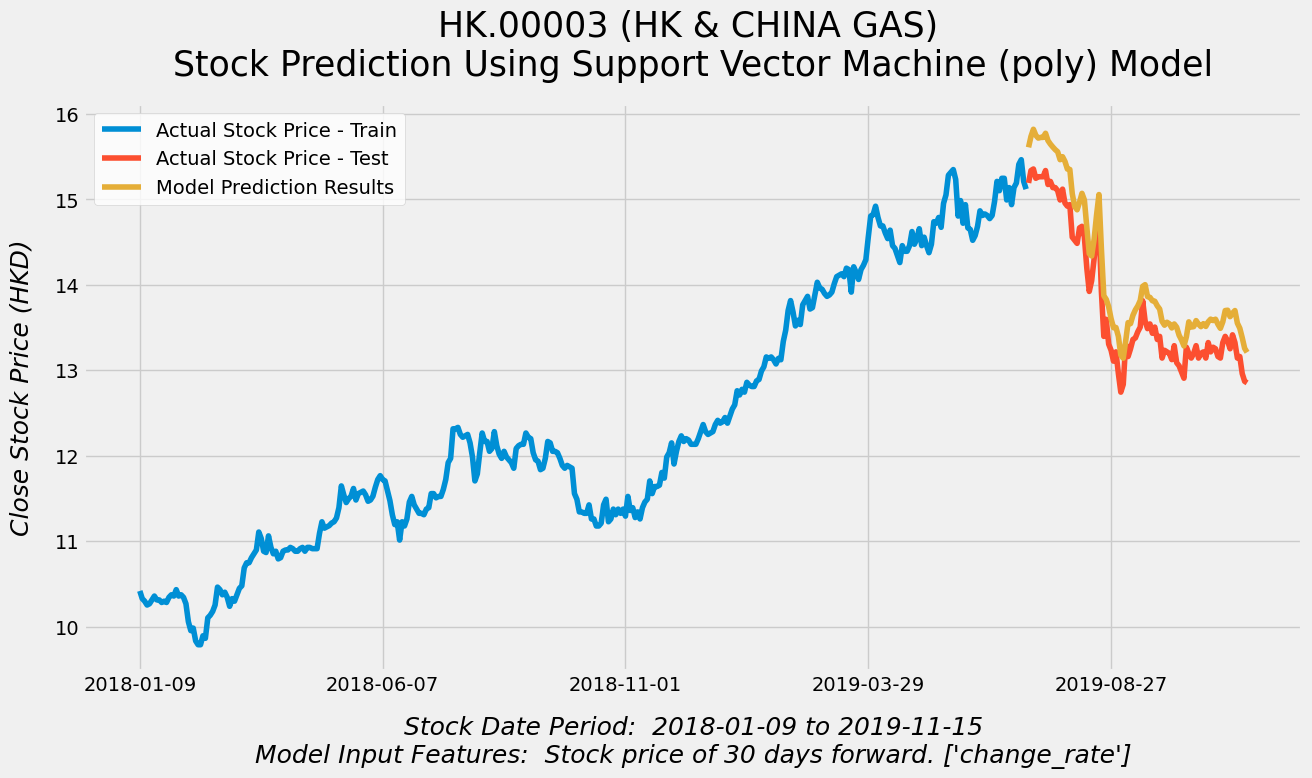 HK.00003 (HK & CHINA GAS)
Stock Prediction Using Support Vector Machine (poly) Model
Actual Stock Price - Train
Actual Stock Price - Test
Model Prediction Results
Close Stock Price (HKD)
16
15
14
13
12
11
10
2018-01-09
2018-06-07
2018-11-01
2019-03-29
2019-08-27
Stock Date Period:  2018-01-09 to 2019-11-15
Model Input Features:  Stock price of 30 days forward. ['change_rate']